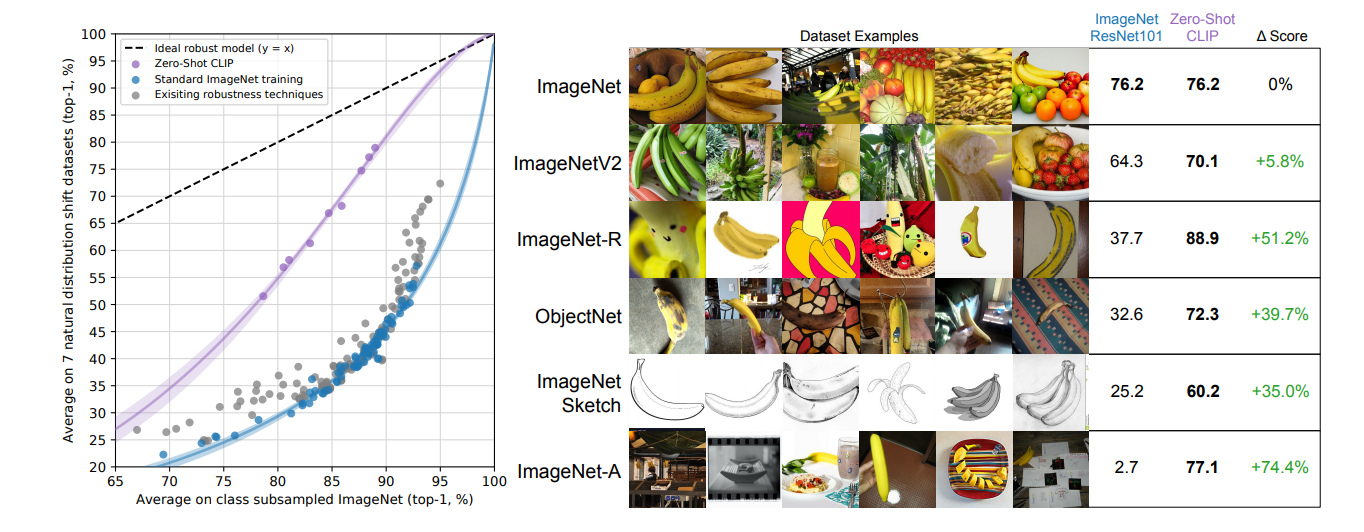 Average on 7 natural distribution shift datasets (top-1, %)
100
95
90
85
80
75
70
65
60
55
50
45
40
35
30
25
20
Ideal robust model (y = x)
Zero-Shot CLIP
Standard ImageNet training
Exisiting robustness techniques
65 70 75 80 85 90 95 100
Average on class subsampled ImageNet (top-1, %)
Dataset Examples
ImageNet
ResNet101
Zero-Shot
CLIP
Δ Score
ImageNet 76.2 76.2 0%
ImageNetV2 64.3 70.1 +5.8%
ImageNet-R 37.7 88.9 +51.2%
ObjectNet 32.6 72.3 +39.7%
ImageNet
Sketch 25.2 60.2 +35.0%
ImageNet-A 2.7 77.1 +74.4%